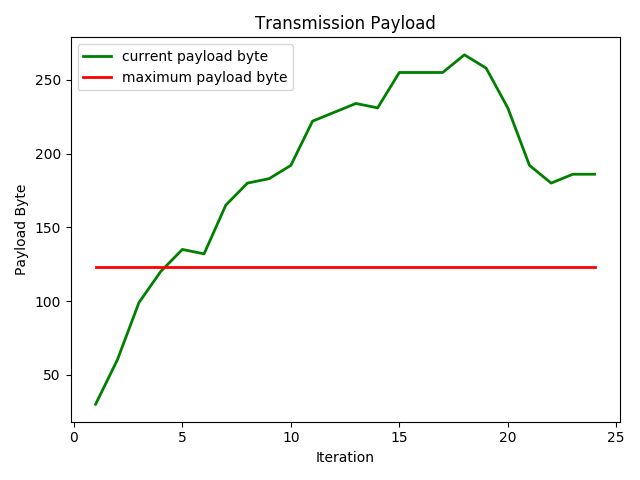 Transmission Payload
current payload byte
maximum payload byte
Payload Byte
250
200
150
100
50
0 5 10 15 20 25
Iteration